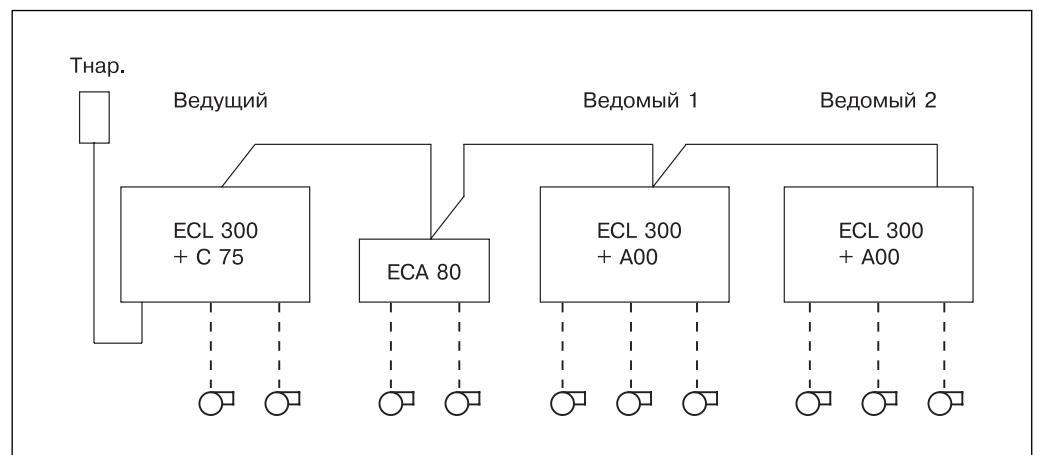 Тнар.
Ведущий
Ведомый 1
Ведомый 2
ECL 300
+ C 75
ECA 80
ECL 300
+ A00
ECL 300
+ A00